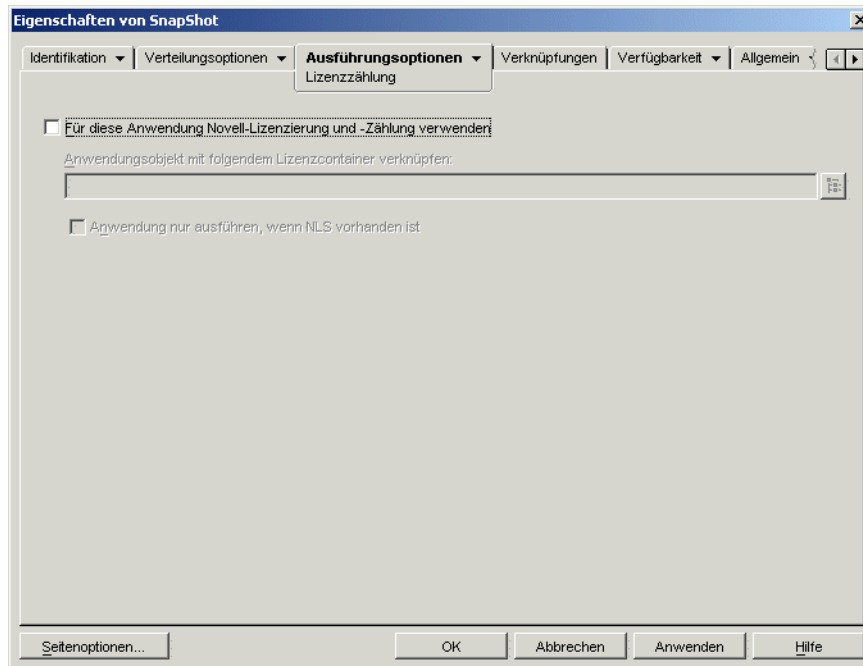 Eigenschaften von SnapShot
Identifikation Verteilungsoptionen Ausführungsoptionen Verknüpfungen Verfügbarkeit Allgemein
Lizenzzählung
Für diese Anwendung Novell-Lizenzierung und -Zählung verwenden
Anwendungsobjekt mit folgendem Lizenzcontainer verknüpfen:
Anwendung nur ausführen, wenn NLS vorhanden ist
Seitenoptionen... OK Abbrechen Anwenden Hilfe